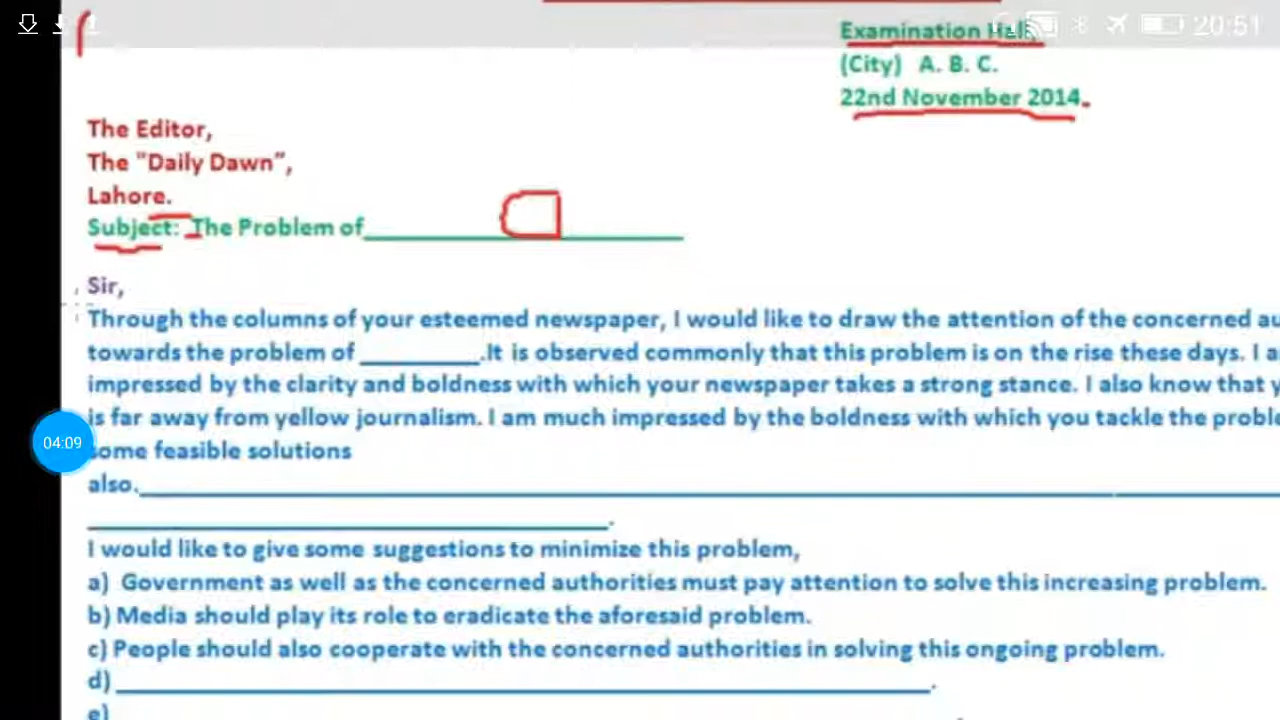 20:51
Examination Hall,
(City) A. B. C.
22nd November 2014.
The Editor,
The "Daily Dawn",
Lahore.
Subject: The Problem of
Sir,
Through the columns of your esteemed newspaper, I would like to draw the attention of the concerned au
towards the problem of ________.It is observed commonly that this problem is on the rise these days. I a
impressed by the clarity and boldness with which your newspaper takes a strong stance. I also know that y
is far away from yellow journalism. I am much impressed by the boldness with which you tackle the proble
04:09
some feasible solutions
also.
I would like to give some suggestions to minimize this problem,
a) Government as well as the concerned authorities must pay attention to solve this increasing problem.
b) Media should play its role to eradicate the aforesaid problem.
c) People should also cooperate with the concerned authorities in solving this ongoing problem.
d)
e)